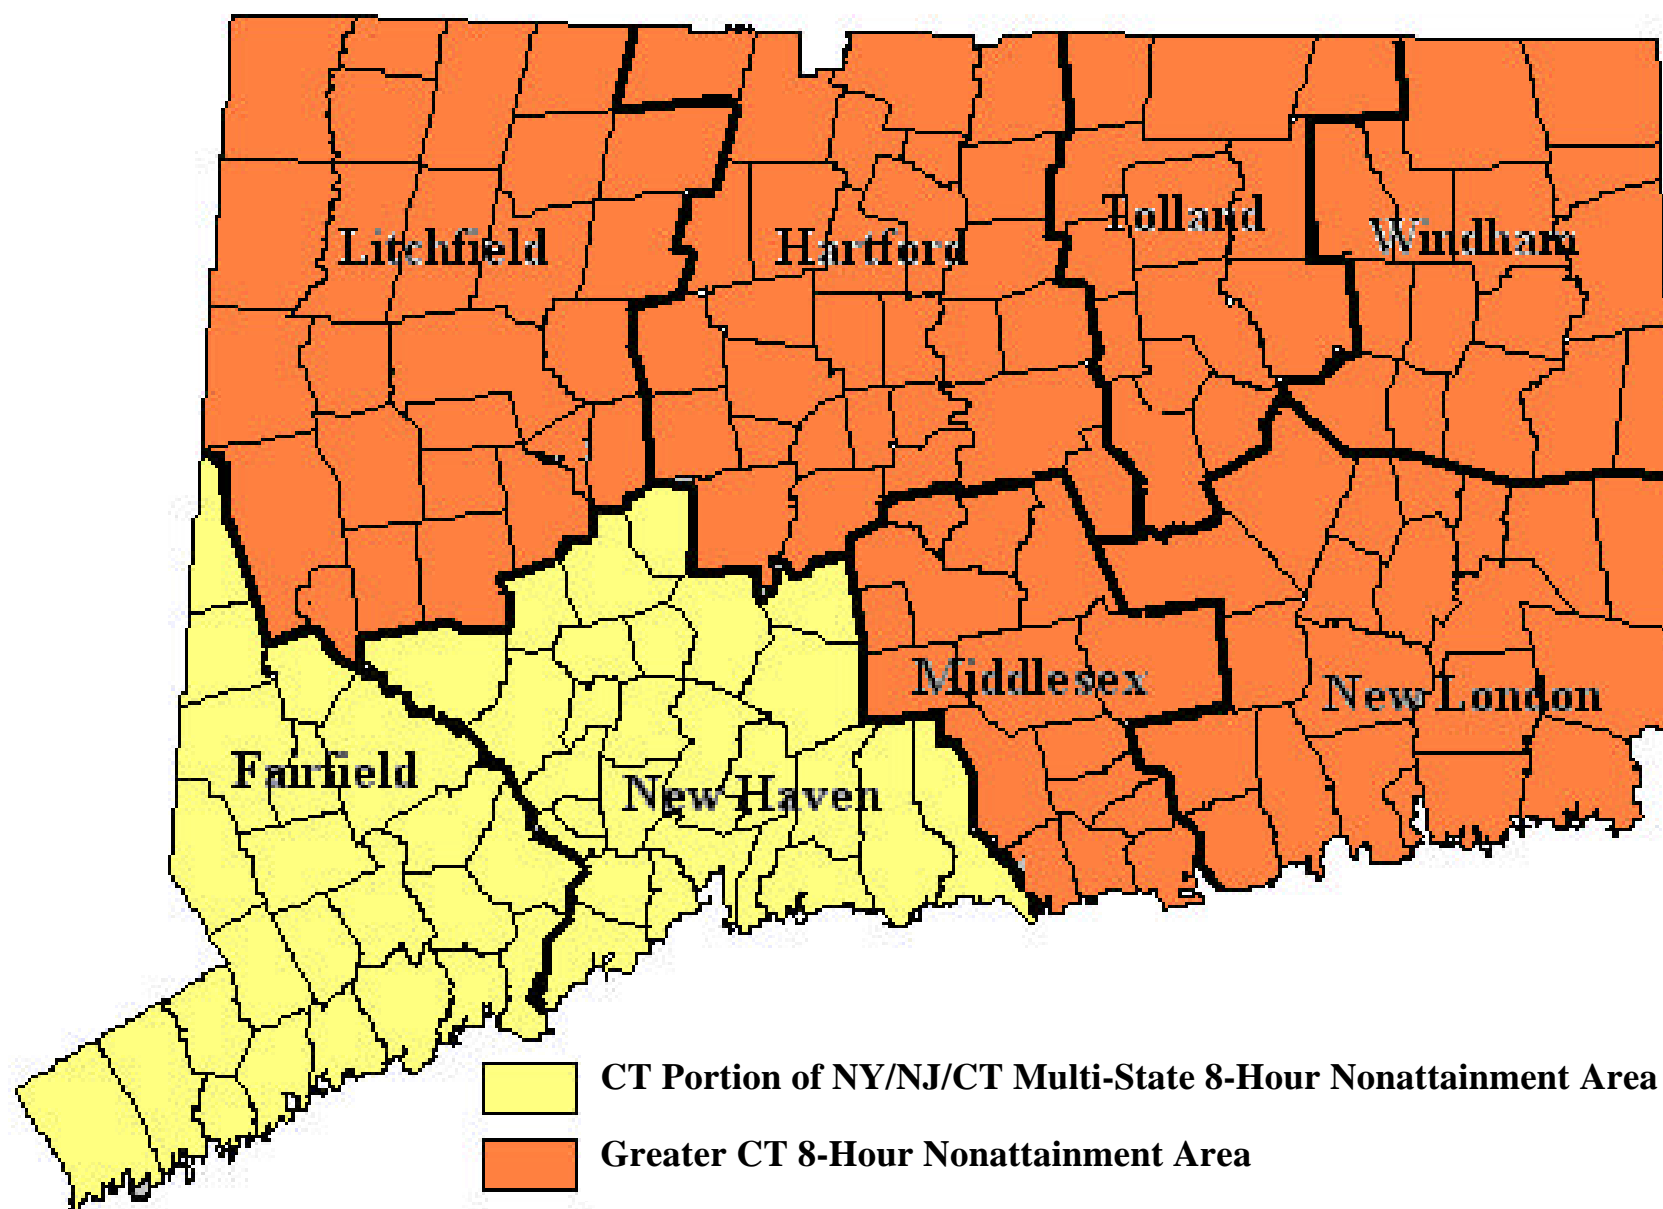 Tolland
Litchfield
Hartford
Windham
Middlesex
New London
Fairfield
New Haven
CT Portion of NY/NJ/CT Multi-State 8-Hour Nonattainment Area
Greater CT 8-Hour Nonattainment Area